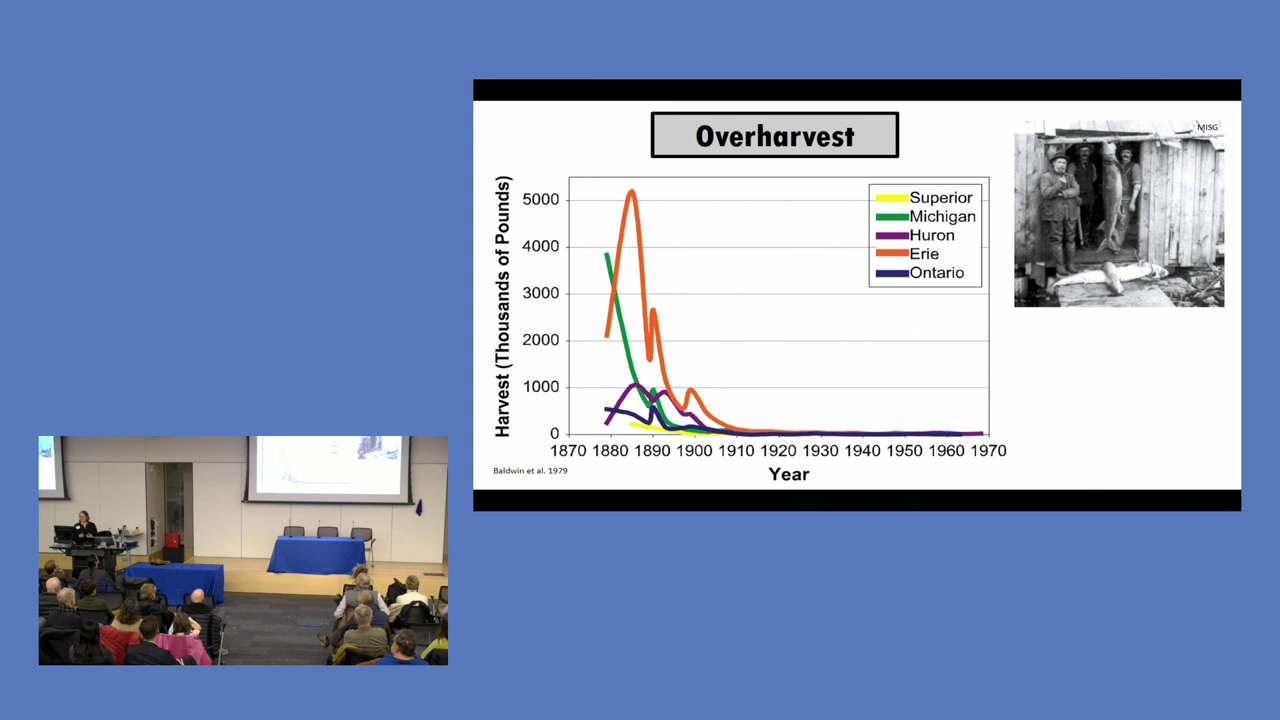 Overharvest
MISG
Harvest (Thousands of Pounds)
5000
4000
3000
2000
1000
0
Superior
Michigan
Huron
Erie
Ontario
1870 1880 1890 1900 1910 1920 1930 1940 1950 1960 1970
Year
Baldwin et al. 1979